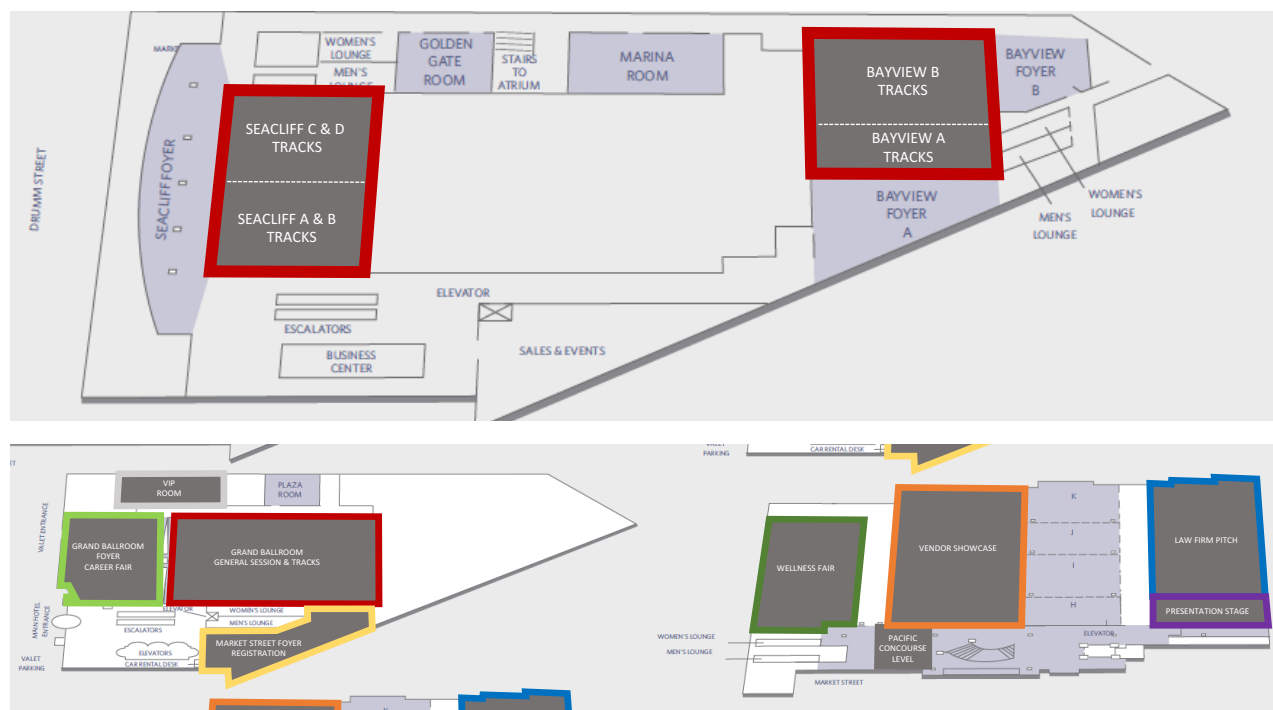 MARK
WOMEN'S
LOUNGE
MEN'S
LOUNGE
GOLDEN
GATE
ROOM
STAIRS
TO
ATRIUM
MARINA
ROOM
BAYVIEW B
TRACKS
BAYVIEW A
TRACKS
BAYVIEW
FOYER
B
DRUMM STREET
SEACLIFF FOYER
SEACLIFF C & D
TRACKS
SEACLIFF A & B
TRACKS
BAYVIEW
FOYER
A
MEN'S
LOUNGE
WOMEN'S
LOUNGE
ELEVATOR
ESCALATORS
BUSINESS
CENTER
SALES & EVENTS
VIP
ROOM
PLAZA
ROOM
VALET ENTRANCE
GRAND BALLROOM
FOYER
CAREER FAIR
GRAND BALLROOM
GENERAL SESSION & TRACKS
MAIN HOTEL
ENTRANCE
ELEVATOR
WOMEN'S LOUNGE
MEN'S LOUNGE
ESCALATORS
ELEVATORS
CAR RENTAL DESK
VALET
PARKING
MARKET STREET FOYER
REGISTRATION
VALET
PARKING
CAR RENTAL DESK
WELLNESS FAIR
VENDOR SHOWCASE
K
J
I
H
LAW FIRM PITCH
PRESENTATION STAGE
WOMEN'S LOUNGE
MEN'S LOUNGE
PACIFIC
CONCOURSE
LEVEL
ELEVATOR
MARKET STREET